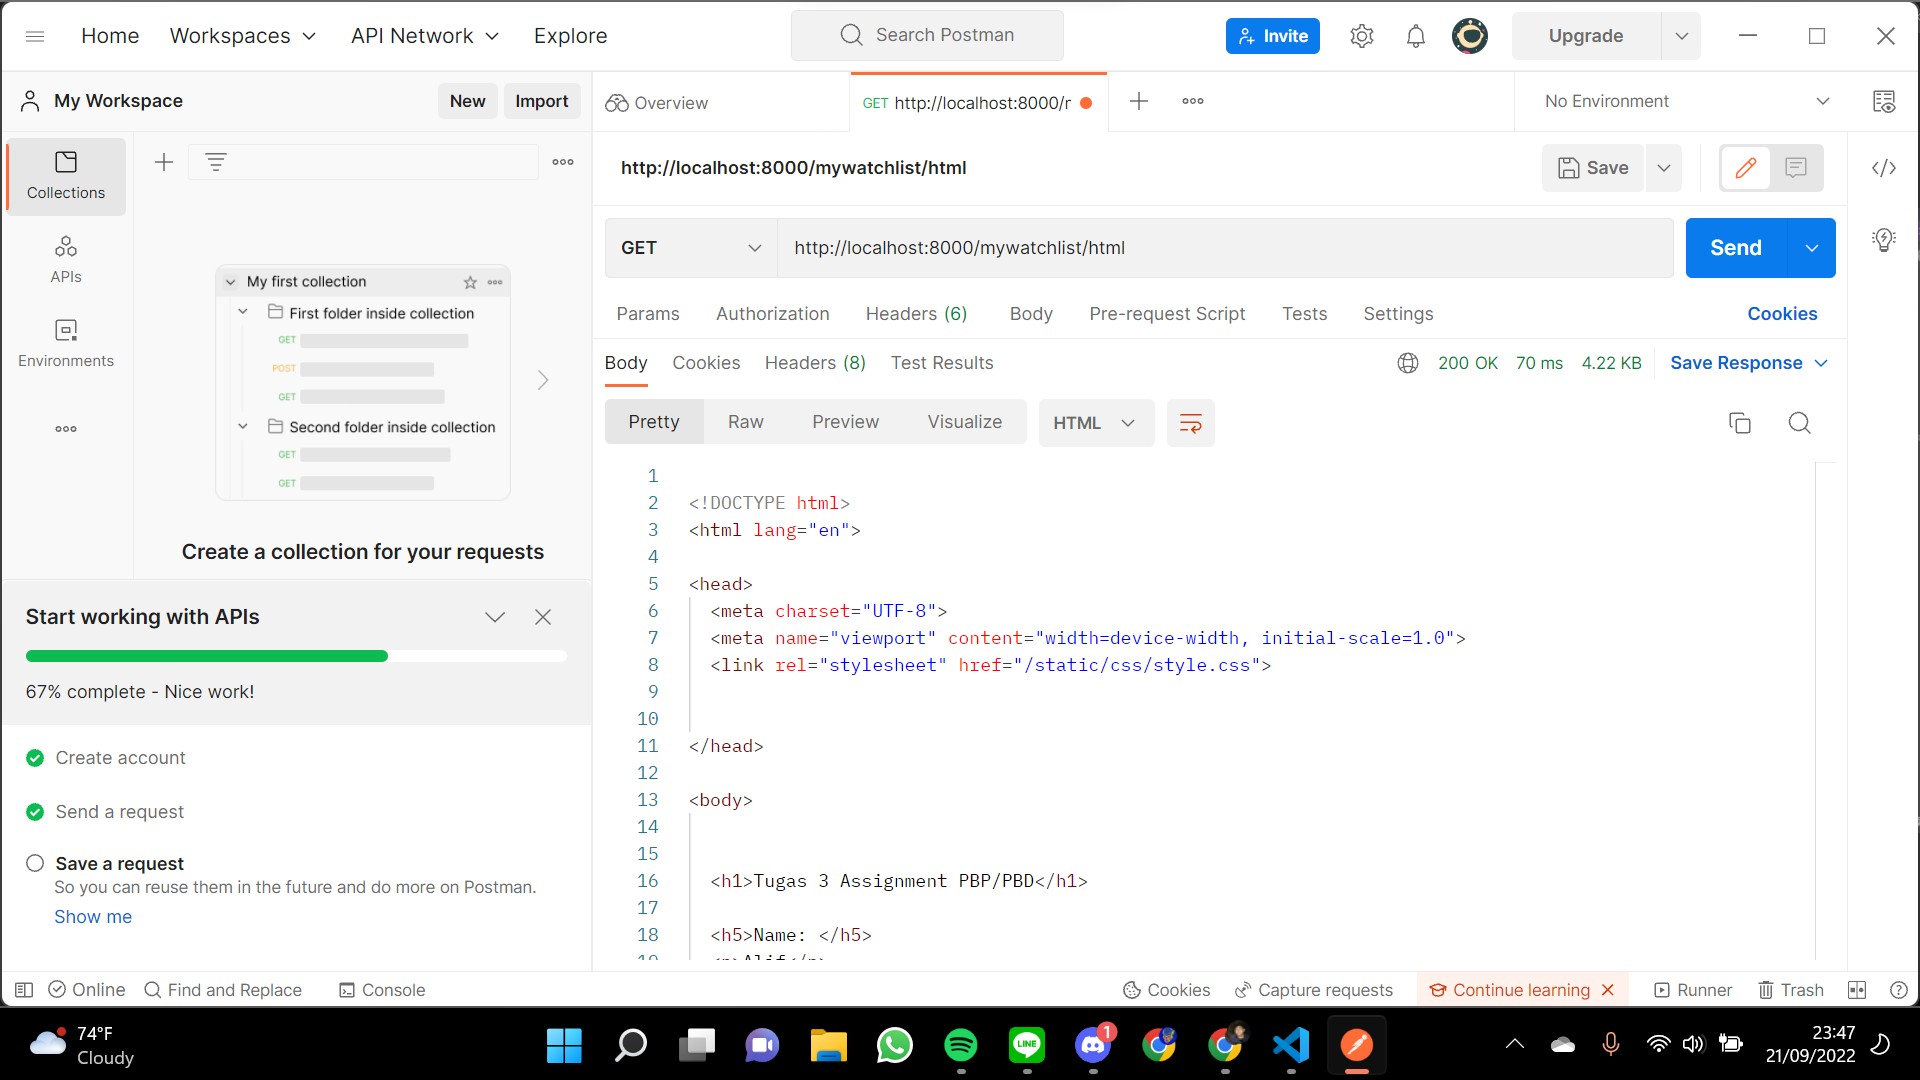 Home Workspaces API Network Explore Search Postman Invite Upgrade
My Workspace New Import Overview GET http://localhost:8000/r No Environment
Collections
APIs
Environments
My first collection
First folder inside collection
GET
POST
GET
Second folder inside collection
GET
GET
Create a collection for your requests
Start working with APIs
67% complete - Nice work!
Create account
Send a request
Save a request
So you can reuse them in the future and do more on Postman.
Show me
http://localhost:8000/mywatchlist/html Save
GET http://localhost:8000/mywatchlist/html Send
Params Authorization Headers (6) Body Pre-request Script Tests Settings Cookies
Body Cookies Headers (8) Test Results 200 OK 70 ms 4.22 KB Save Response
Pretty Raw Preview Visualize HTML
1
2 <!DOCTYPE html>
3 <html lang="en">
4
5 <head>
6 <meta charset="UTF-8">
7 <meta name="viewport" content="width=device-width, initial-scale=1.0">
8 <link rel="stylesheet" href="/static/css/style.css">
9
10
11 </head>
12
13 <body>
14
15
16 <h1>Tugas 3 Assignment PBP/PBD</h1>
17
18 <h5>Name: </h5>
19 <p>Alif</p>
Online Find and Replace Console Cookies Capture requests Continue learning Runner Trash
74°F
Cloudy
LINE
1
23:47
21/09/2022